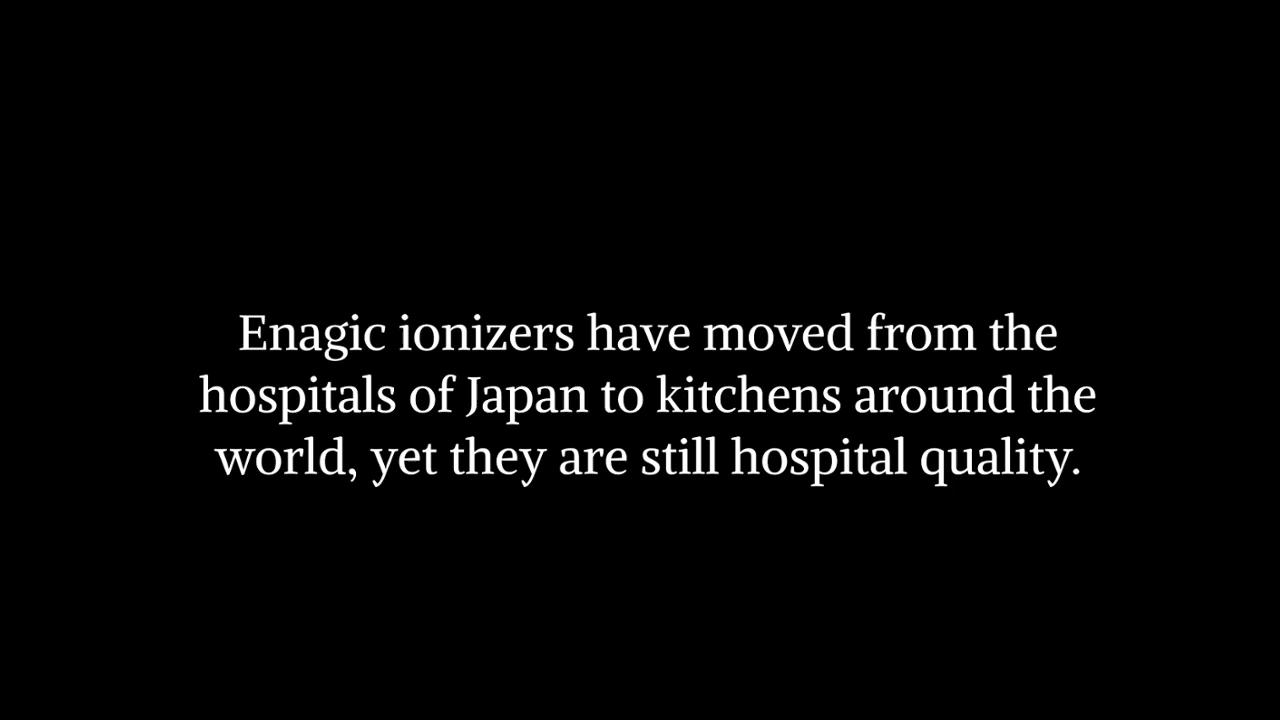 Enagic ionizers have moved from the
hospitals of Japan to kitchens around the
world, yet they are still hospital quality.